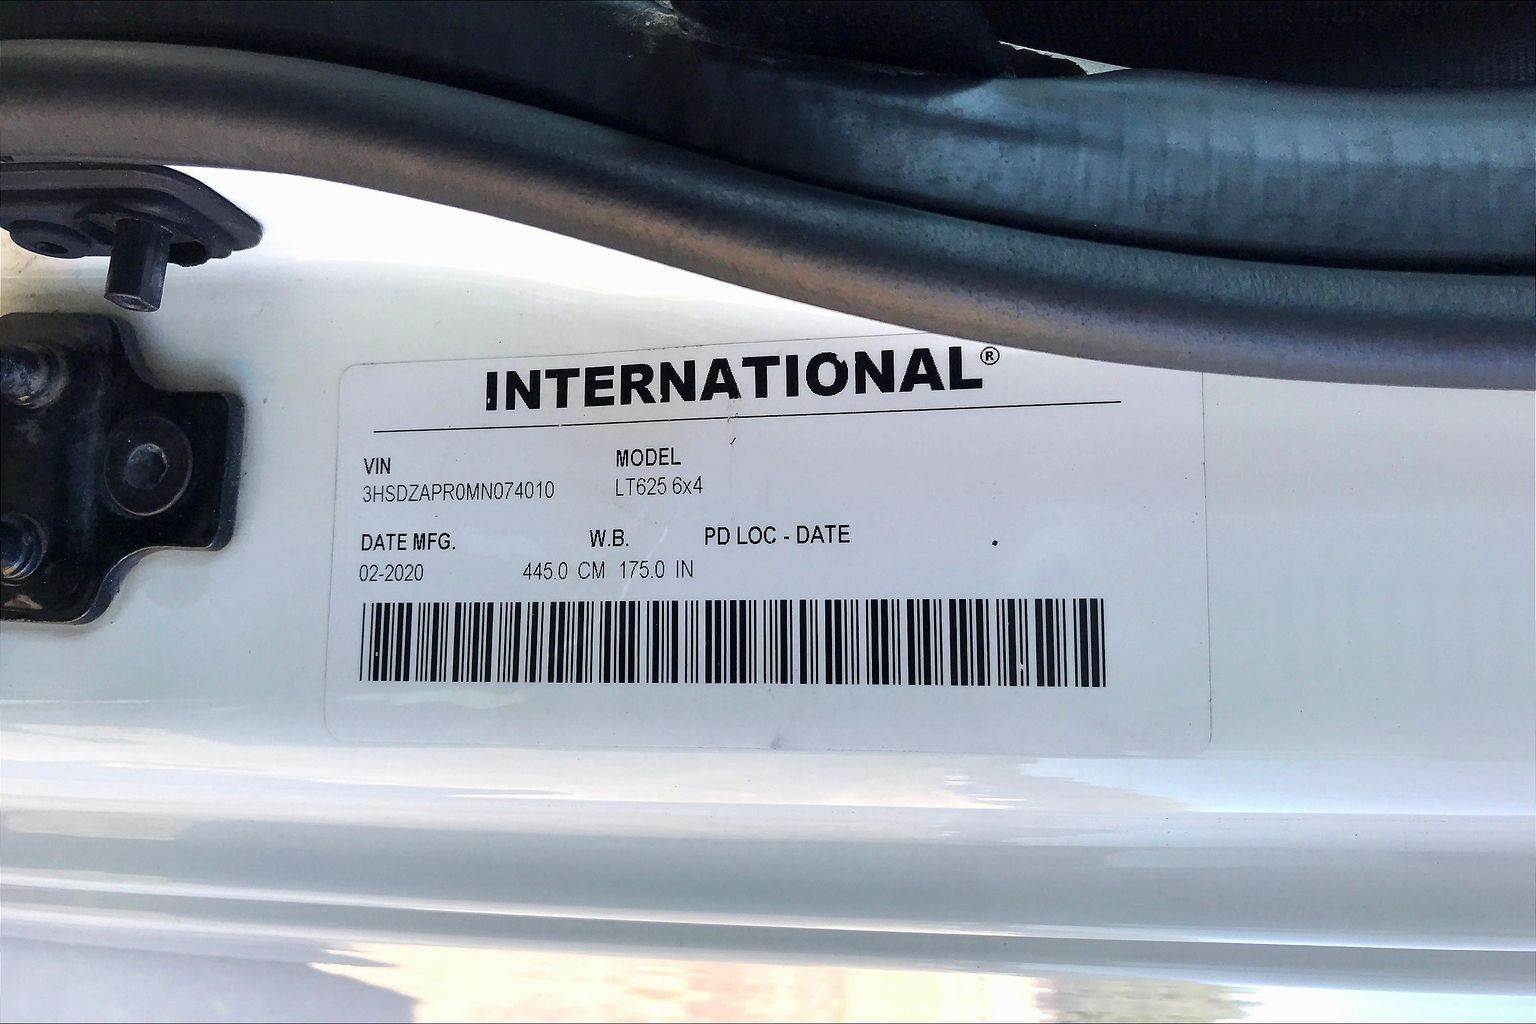 INTERNATIONAL®
VIN MODEL
3HSDZAPR0MN074010 LT625 6x4
DATE MFG. W.B. PD LOC - DATE
02-2020 445.0 CM 175.0 IN